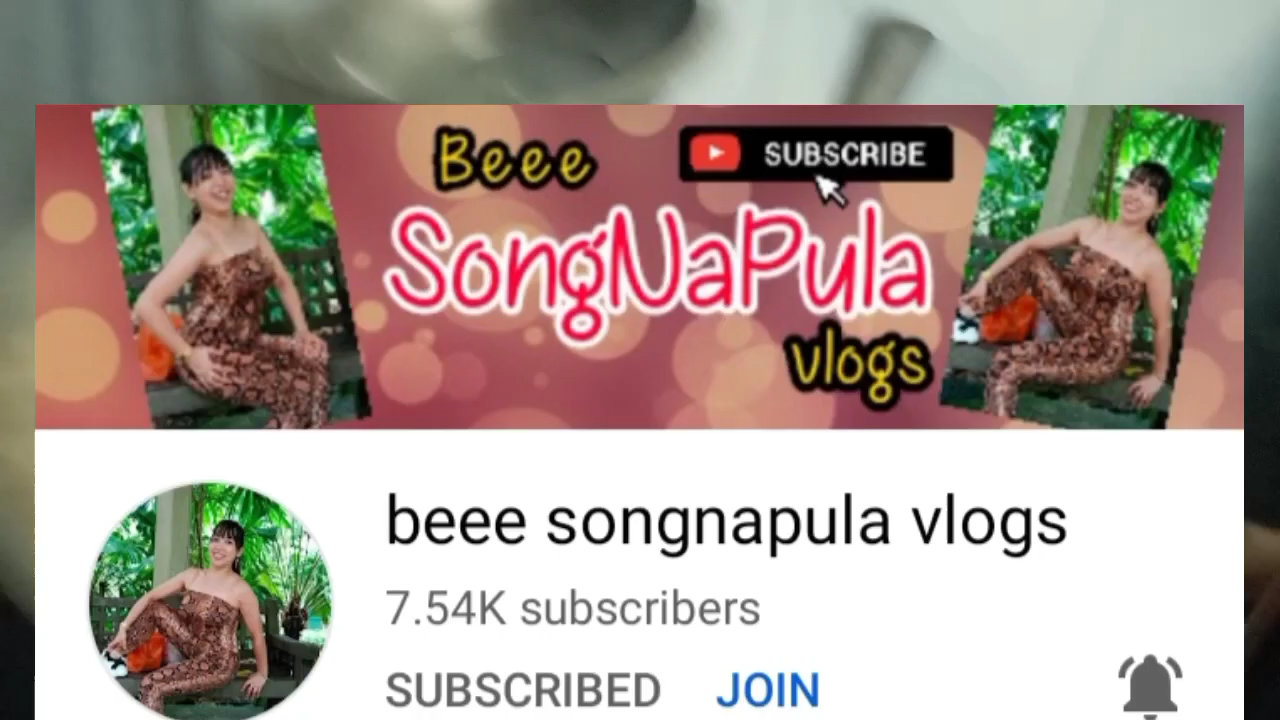 Beee
SUBSCRIBE
SongNaPula
vlogs
beee songnapula vlogs
7.54K subscribers
SUBSCRIBED JOIN